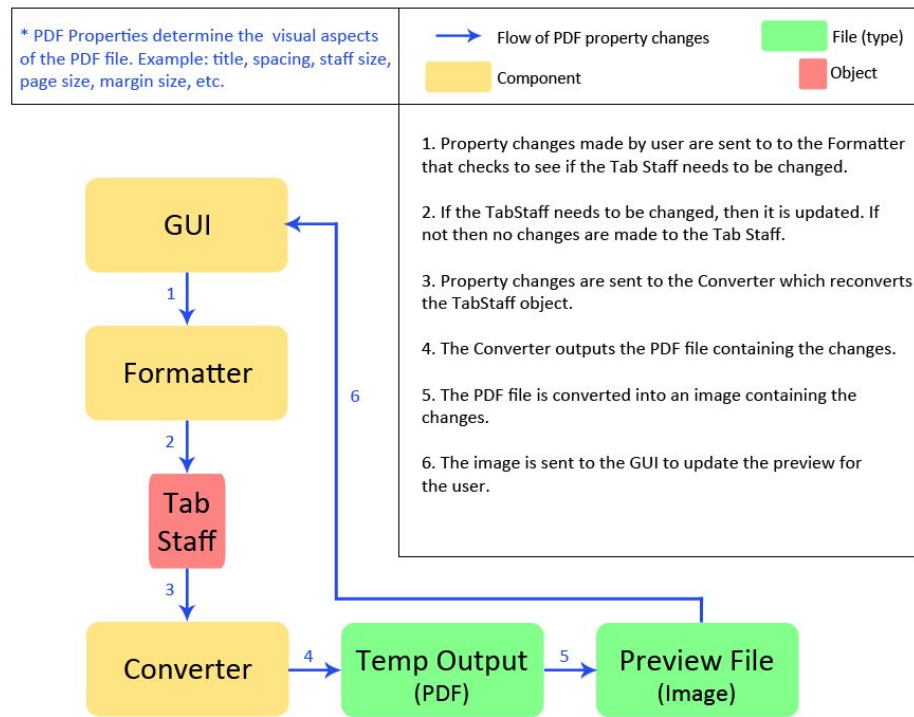 * PDF Properties determine the visual aspects
of the PDF file. Example: title, spacing, staff size,
page size, margin size, etc.
Flow of PDF property changes
File (type)
Component
Object
1. Property changes made by user are sent to to the Formatter
that checks to see if the Tab Staff needs to be changed.
2. If the TabStaff needs to be changed, then it is updated. If
not then no changes are made to the Tab Staff.
3. Property changes are sent to the Converter which reconverts
the TabStaff object.
4. The Converter outputs the PDF file containing the changes.
5. The PDF file is converted into an image containing the
changes.
6. The image is sent to the GUI to update the preview for
the user.
GUI
1
Formatter
6
2
Tab
Staff
3
Converter
4
Temp Output
(PDF)
5
Preview File
(Image)